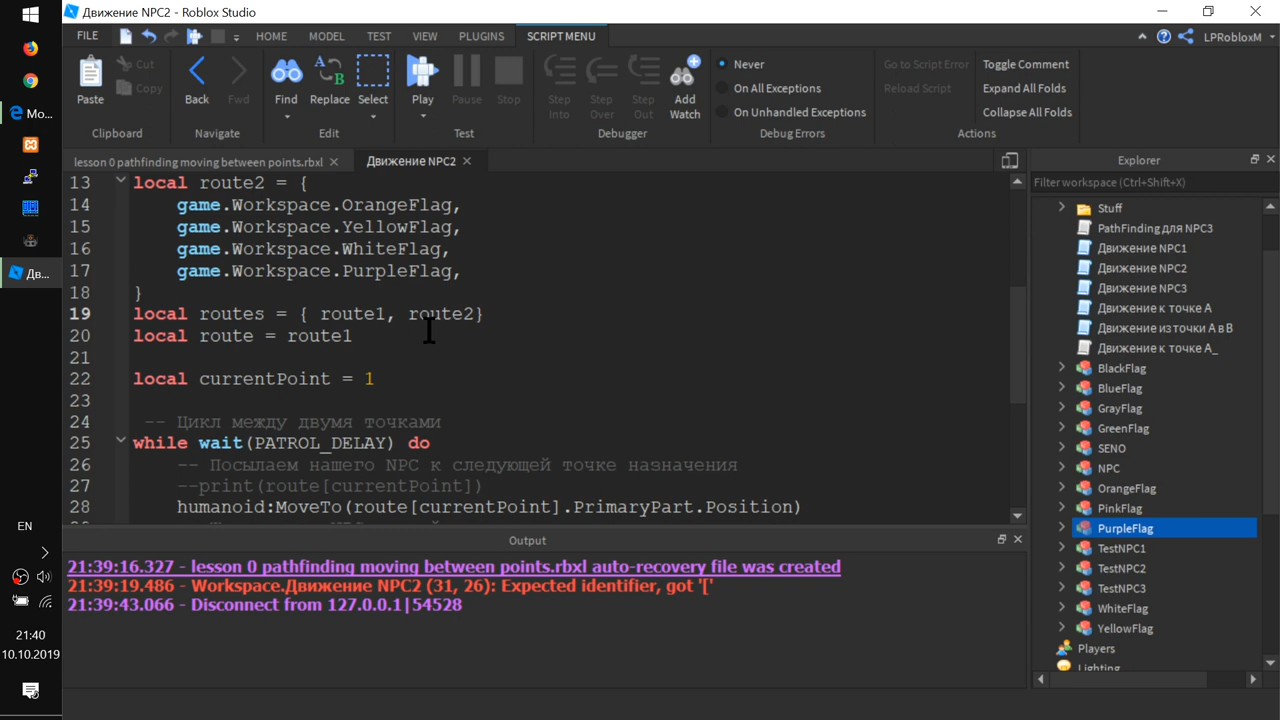 Движение NPC2 - Roblox Studio
FILE HOME MODEL TEST VIEW PLUGINS SCRIPT MENU LPRobloxM
Paste Cut Copy Back Fwd Find Replace Select Play Pause Stop Step Into Step Over Step Out Add Watch
Never Go to Script Error Toggle Comment
On All Exceptions Reload Script Expand All Folds
On Unhandled Exceptions Collapse All Folds
Clipboard Navigate Edit Test Debugger Debug Errors Actions
lesson 0 pathfinding moving between points.rbxl Движение NPC2
13 local route2 = {
14 game.Workspace.OrangeFlag,
15 game.Workspace.YellowFlag,
16 game.Workspace.WhiteFlag,
17 game.Workspace.PurpleFlag,
18 }
19 local routes = { route1, route2}
20 local route = route1
21
22 local currentPoint = 1
23
24 -- Цикл между двумя точками
25 while wait(PATROL_DELAY) do
26 -- Посылаем нашего NPC к следующей точке назначения
27 --print(route[currentPoint])
28 humanoid:MoveTo(route[currentPoint].PrimaryPart.Position)
Output
21:39:16.327 - lesson 0 pathfinding moving between points.rbxl auto-recovery file was created
21:39:19.486 - Workspace.Движение NPC2 (31, 26): Expected identifier, got '['
21:39:43.066 - Disconnect from 127.0.0.1|54528
Explorer
Filter workspace (Ctrl+Shift+X)
Stuff
PathFinding для NPC3
Движение NPC1
Движение NPC2
Движение NPC3
Движение к точке А
Движение из точки А в В
Движение к точке А_
BlackFlag
BlueFlag
GrayFlag
GreenFlag
SENO
NPC
OrangeFlag
PinkFlag
PurpleFlag
TestNPC1
TestNPC2
TestNPC3
WhiteFlag
YellowFlag
Players
Lighting
Mo...
Дв...
EN
21:40
10.10.2019